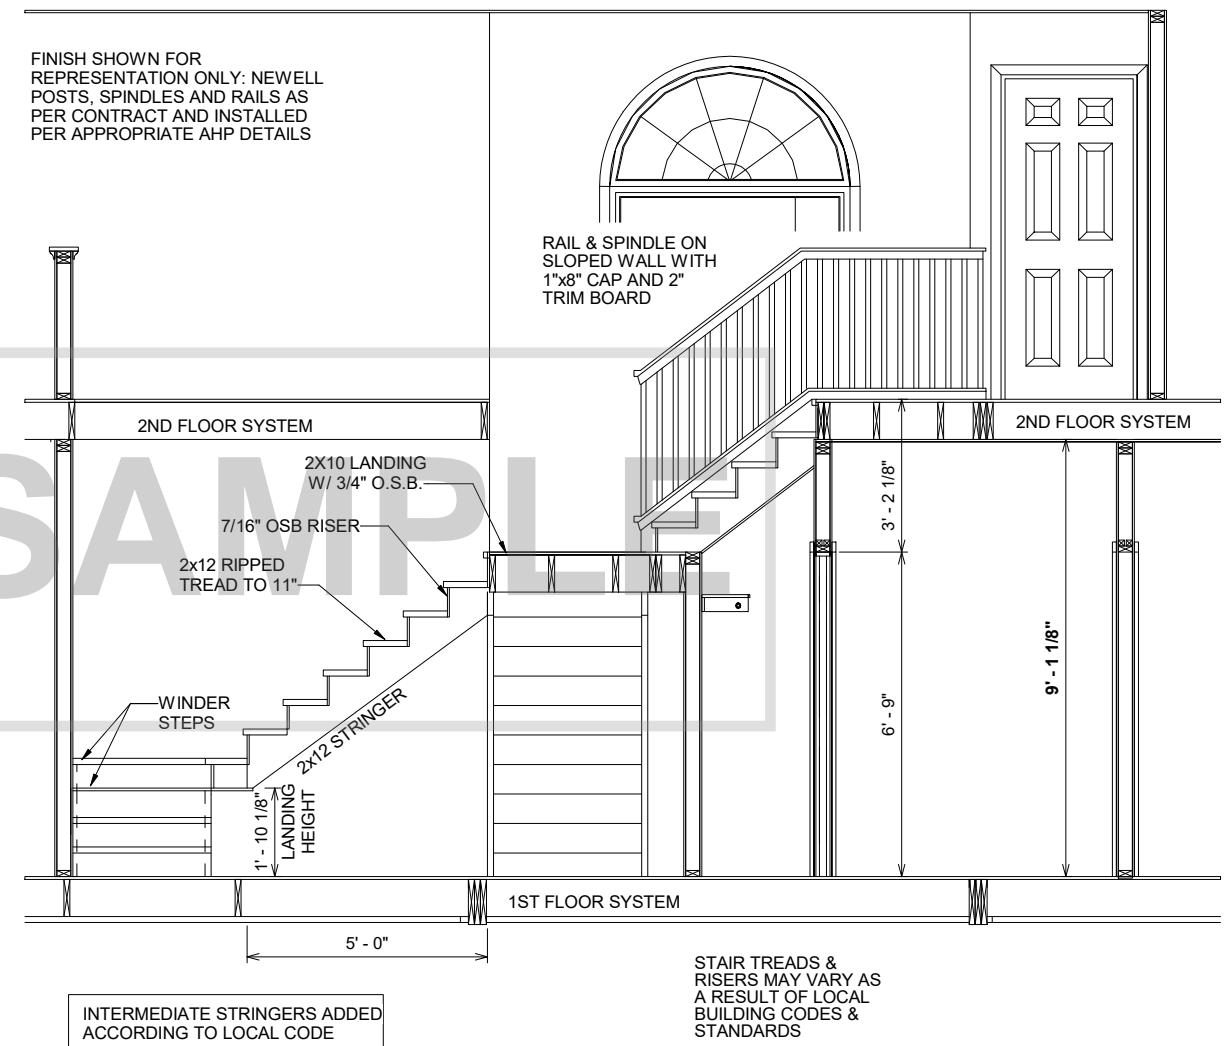 FINISH SHOWN FOR
REPRESENTATION ONLY: NEWELL
POSTS, SPINDLES AND RAILS AS
PER CONTRACT AND INSTALLED
PER APPROPRIATE AHP DETAILS
RAIL & SPINDLE ON
SLOPED WALL WITH
1"x8" CAP AND 2"
TRIM BOARD
2ND FLOOR SYSTEM
2ND FLOOR SYSTEM
SAMPLE
2X10 LANDING
W/ 3/4" O.S.B.
7/16" OSB RISER
2x12 RIPPED
TREAD TO 11"
3' - 2 1/8"
9' - 1 1/8"
6' - 9"
WINDER
STEPS
2x12 STRINGER
1' - 10 1/8"
LANDING
HEIGHT
1ST FLOOR SYSTEM
5' - 0"
STAIR TREADS &
RISERS MAY VARY AS
A RESULT OF LOCAL
BUILDING CODES &
STANDARDS
INTERMEDIATE STRINGERS ADDED
ACCORDING TO LOCAL CODE